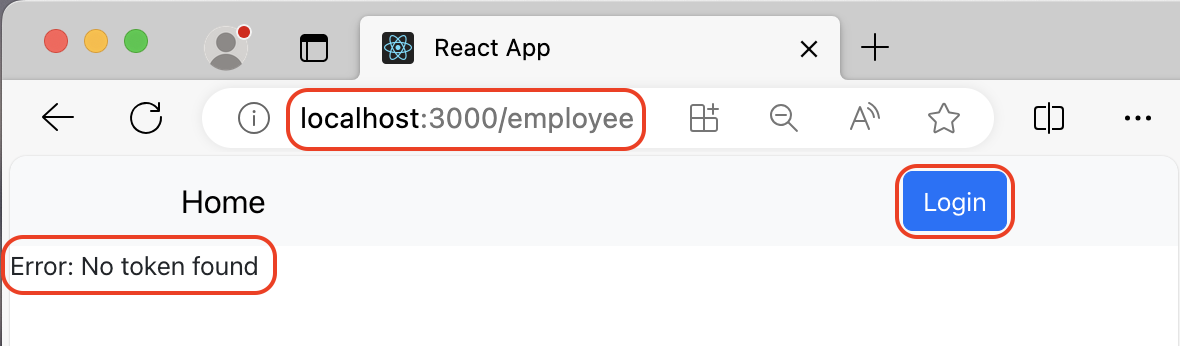 React App
localhost:3000/employee
Home
Login
Error: No token found